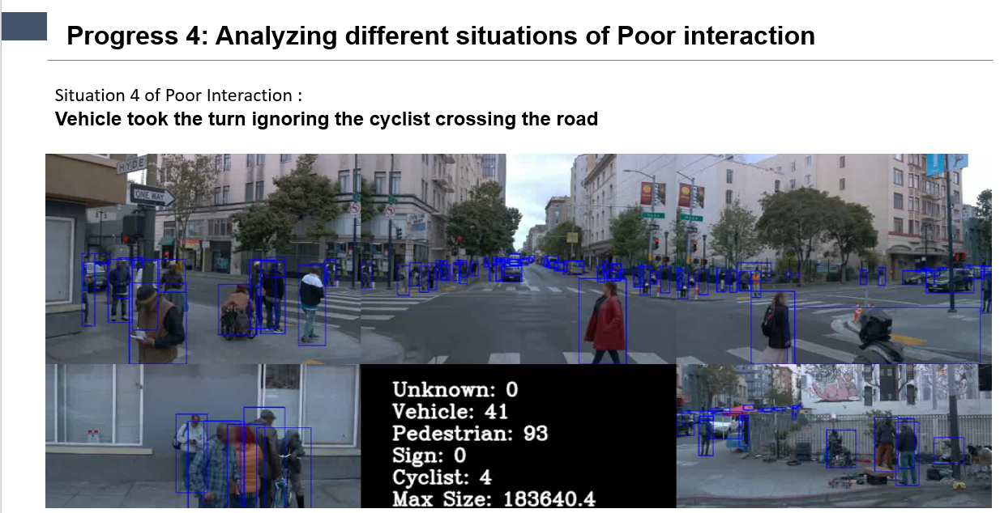 Progress 4: Analyzing different situations of Poor interaction
Situation 4 of Poor Interaction :
Vehicle took the turn ignoring the cyclist crossing the road
HYDE
ONE WAY
Hyde
Hyde
Unknown: 0
Vehicle: 41
Pedestrian: 93
Sign: 0
Cyclist: 4
Max Size: 183640.4